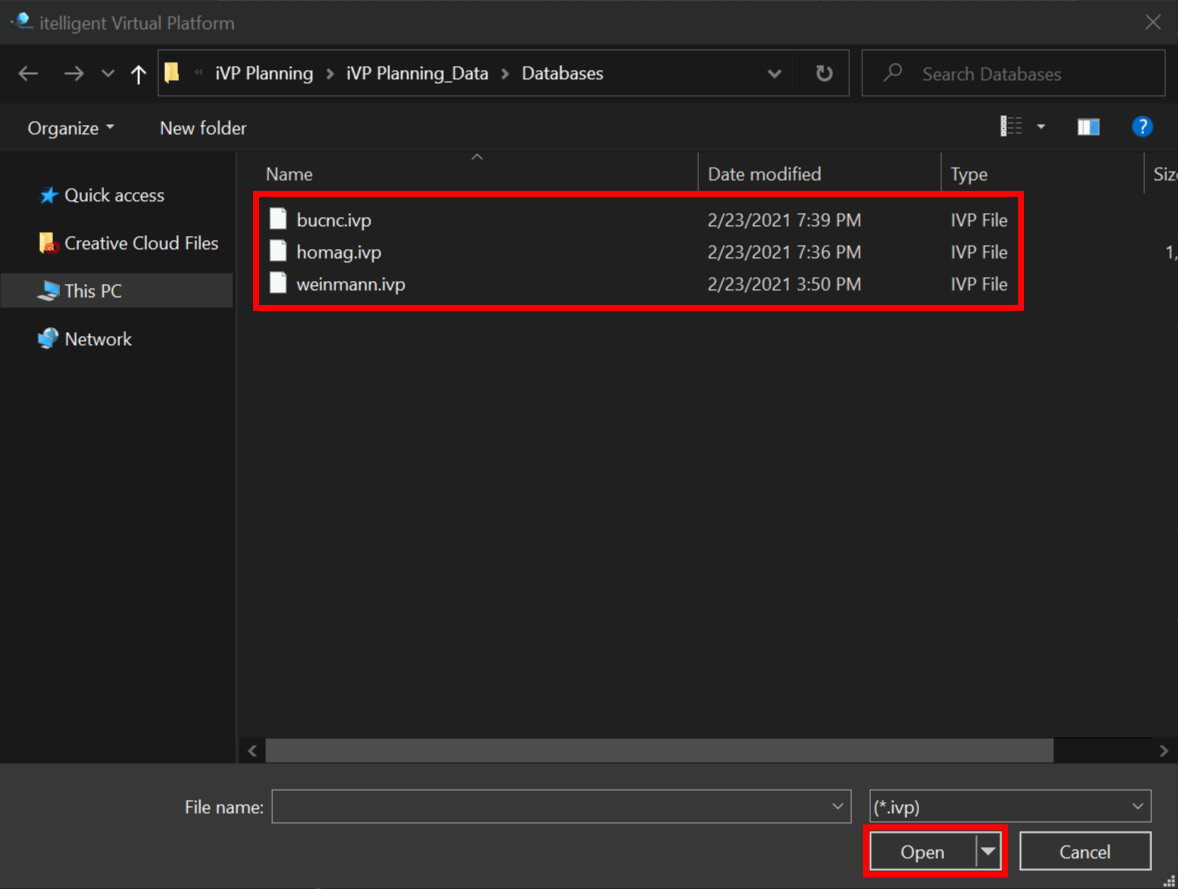 itelligent Virtual Platform
« iVP Planning > iVP Planning_Data > Databases
Search Databases
Organize
New folder
?
Name Date modified Type Siz
Quick access
Creative Cloud Files
This PC
Network
bucnc.ivp 2/23/2021 7:39 PM IVP File
homag.ivp 2/23/2021 7:36 PM IVP File 1,
weinmann.ivp 2/23/2021 3:50 PM IVP File
File name:
(*.ivp)
Open
Cancel